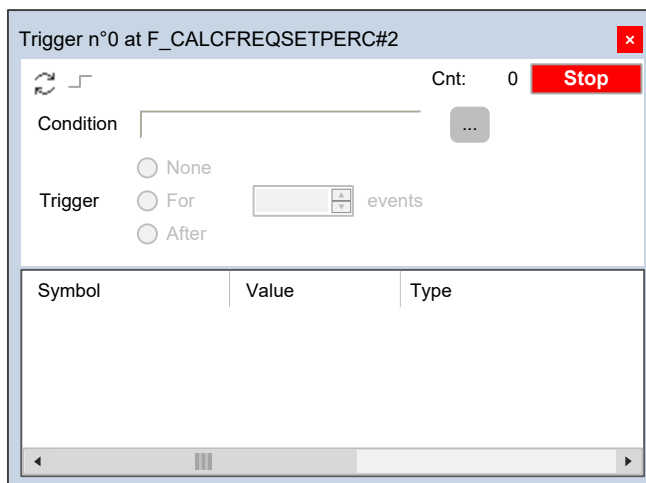 Trigger n°0 at F_CALCFREQSETPERC#2
Cnt: 0 Stop
Condition ...
None
Trigger For events
After
Symbol Value Type